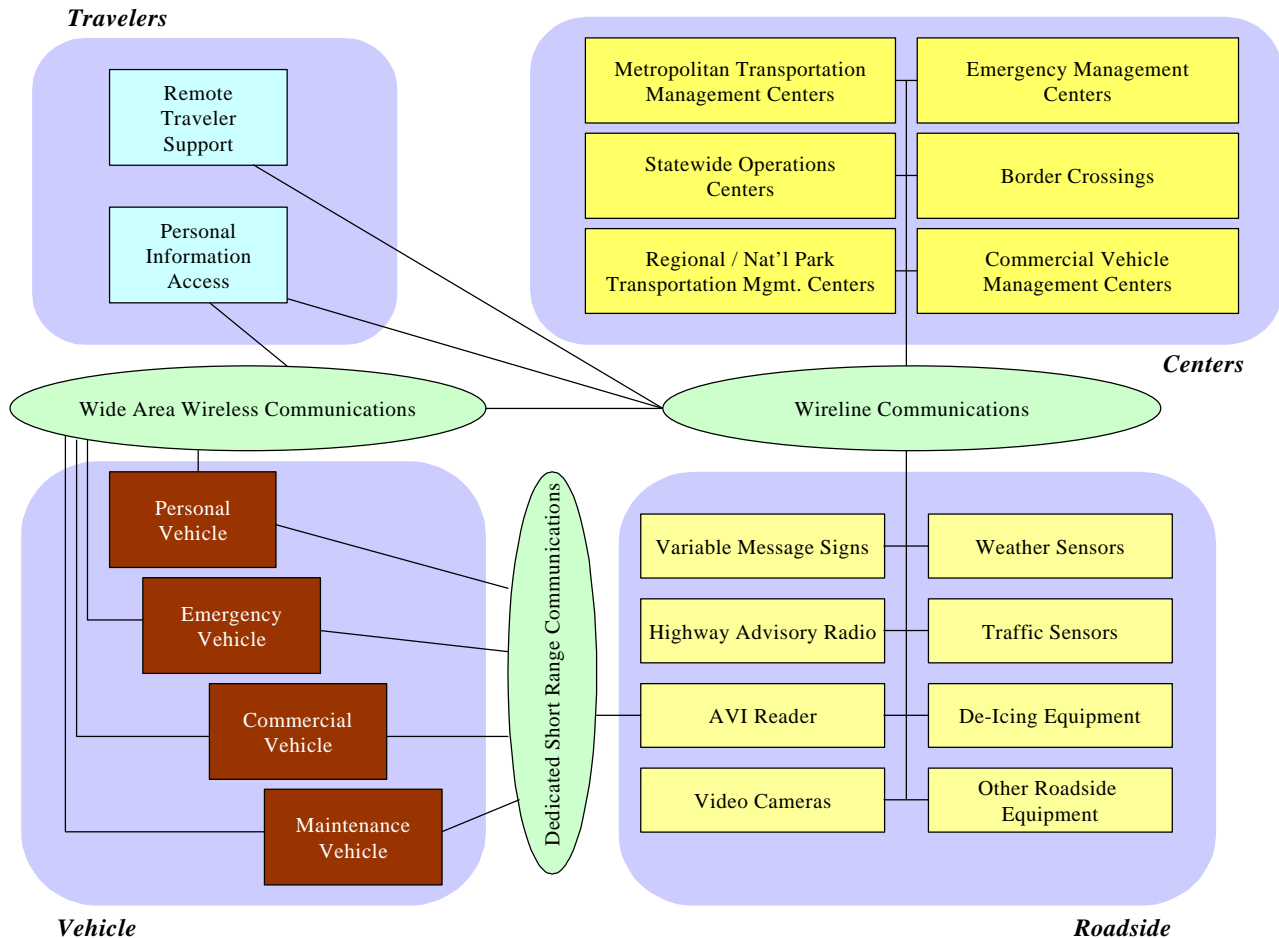 Travelers
Remote
Traveler
Support
Personal
Information
Access
Metropolitan Transportation
Management Centers
Emergency Management
Centers
Statewide Operations
Centers
Border Crossings
Regional / Nat’l Park
Transportation Mgmt. Centers
Commercial Vehicle
Management Centers
Centers
Wide Area Wireless Communications
Wireline Communications
Personal
Vehicle
Emergency
Vehicle
Commercial
Vehicle
Maintenance
Vehicle
Vehicle
Dedicated Short Range Communications
Variable Message Signs
Weather Sensors
Highway Advisory Radio
Traffic Sensors
AVI Reader
De-Icing Equipment
Video Cameras
Other Roadside
Equipment
Roadside